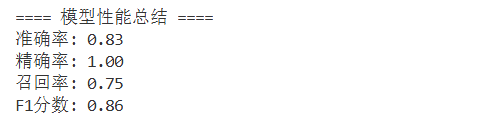 ==== 模型性能总结 ====
准确率: 0.83
精确率: 1.00
召回率: 0.75
F1分数: 0.86